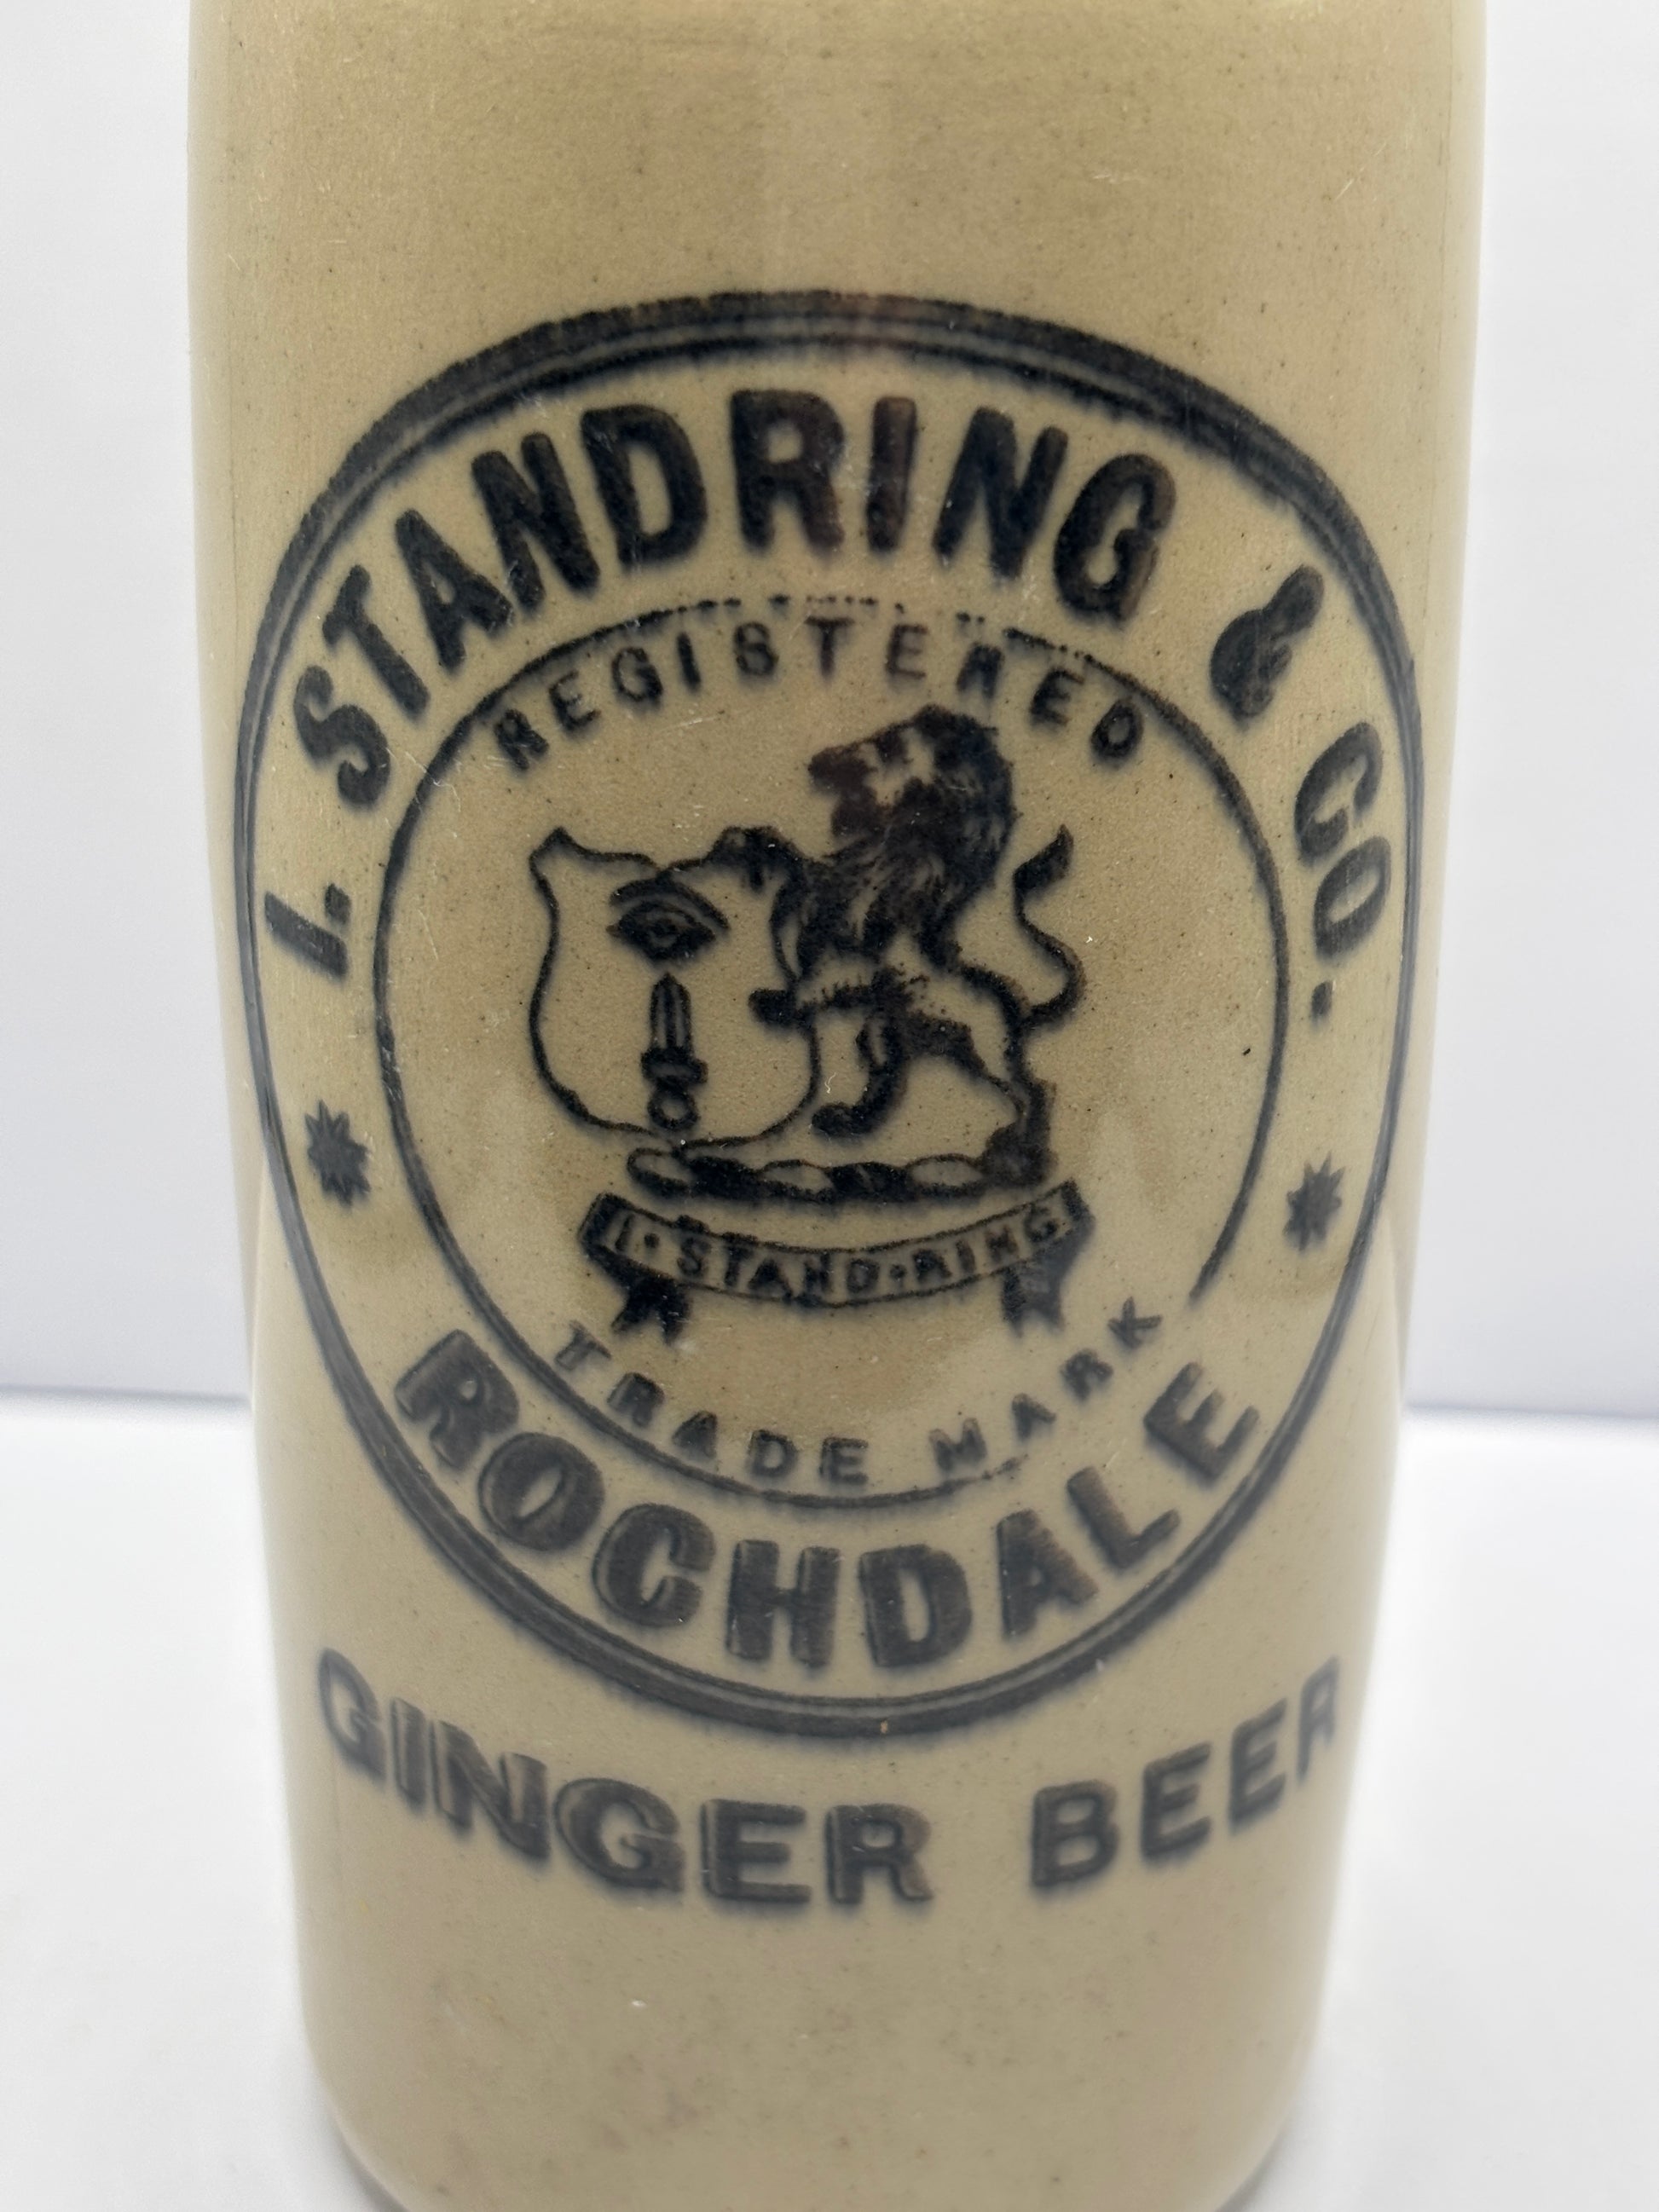 I. STANDRING & CO.
REGISTERED
I·STAND·RING
TRADE MARK
ROCHDALE
GINGER BEER